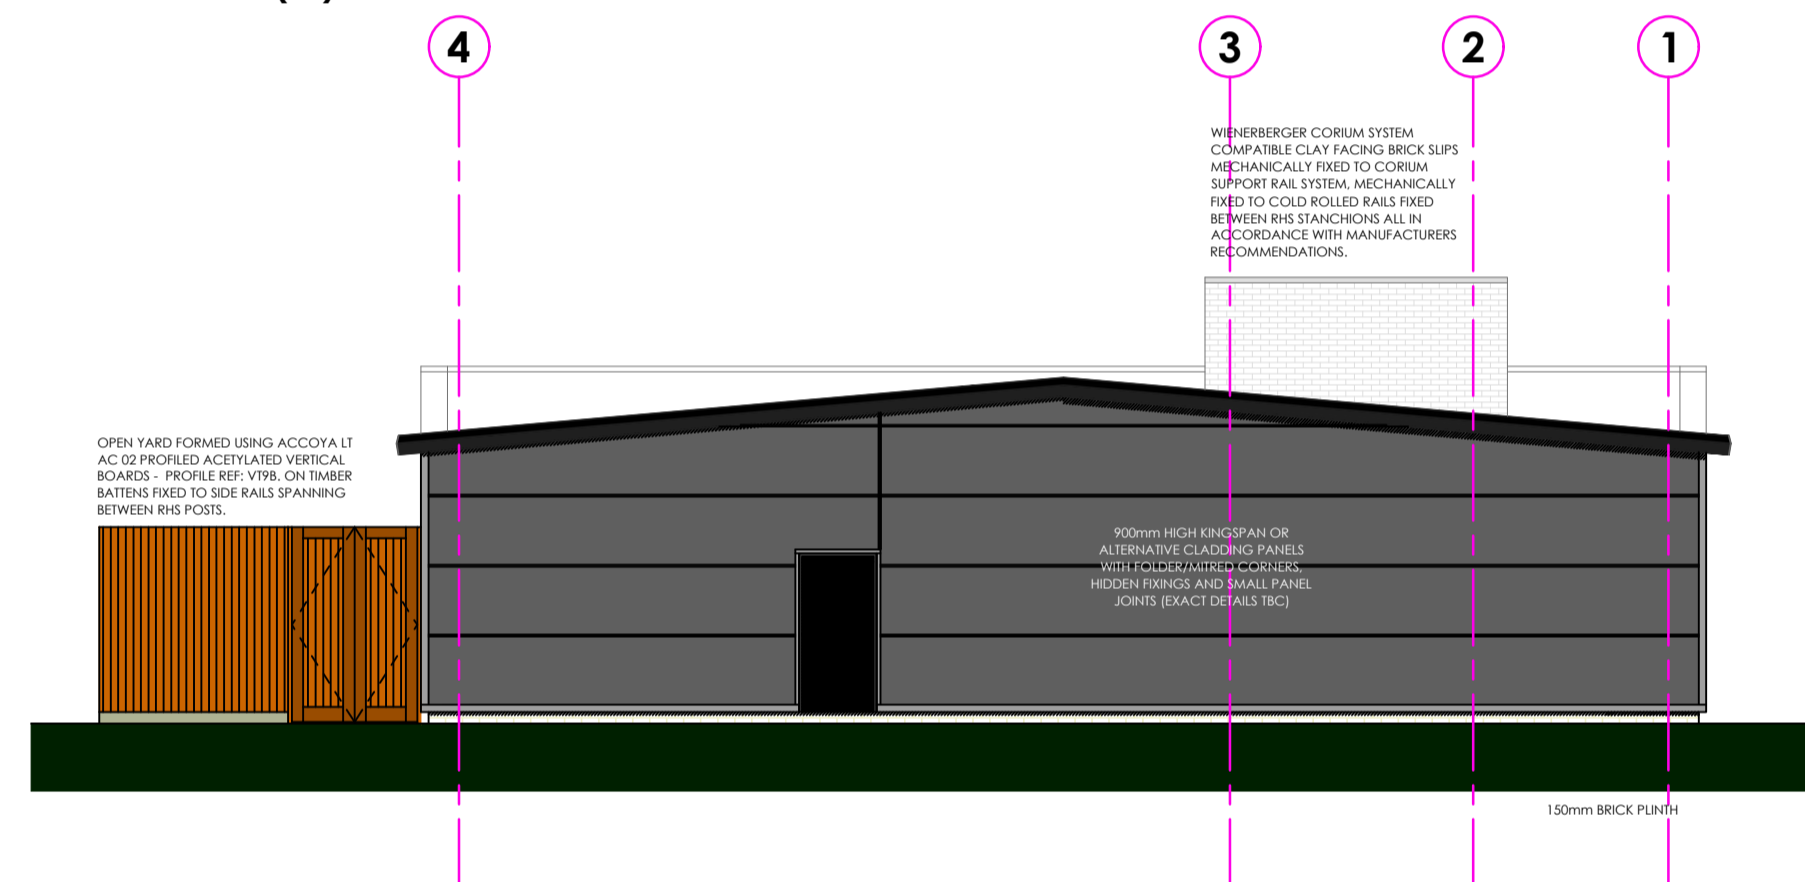 4
3
2
1
WIENERBERGER CORIUM SYSTEM
COMPATIBLE CLAY FACING BRICK SLIPS
MECHANICALLY FIXED TO CORIUM
SUPPORT RAIL SYSTEM, MECHANICALLY
FIXED TO COLD ROLLED RAILS FIXED
BETWEEN RHS STANCHIONS ALL IN
ACCORDANCE WITH MANUFACTURERS
RECOMMENDATIONS.
OPEN YARD FORMED USING ACCOYA LT
AC 02 PROFILED ACETYLATED VERTICAL
BOARDS - PROFILE REF: VT9B. ON TIMBER
BATTENS FIXED TO SIDE RAILS SPANNING
BETWEEN RHS POSTS.
900mm HIGH KINGSPAN OR
ALTERNATIVE CLADDING PANELS
WITH FOLDER/MITRED CORNERS,
HIDDEN FIXINGS AND SMALL PANEL
JOINTS (EXACT DETAILS TBC)
150mm BRICK PLINTH